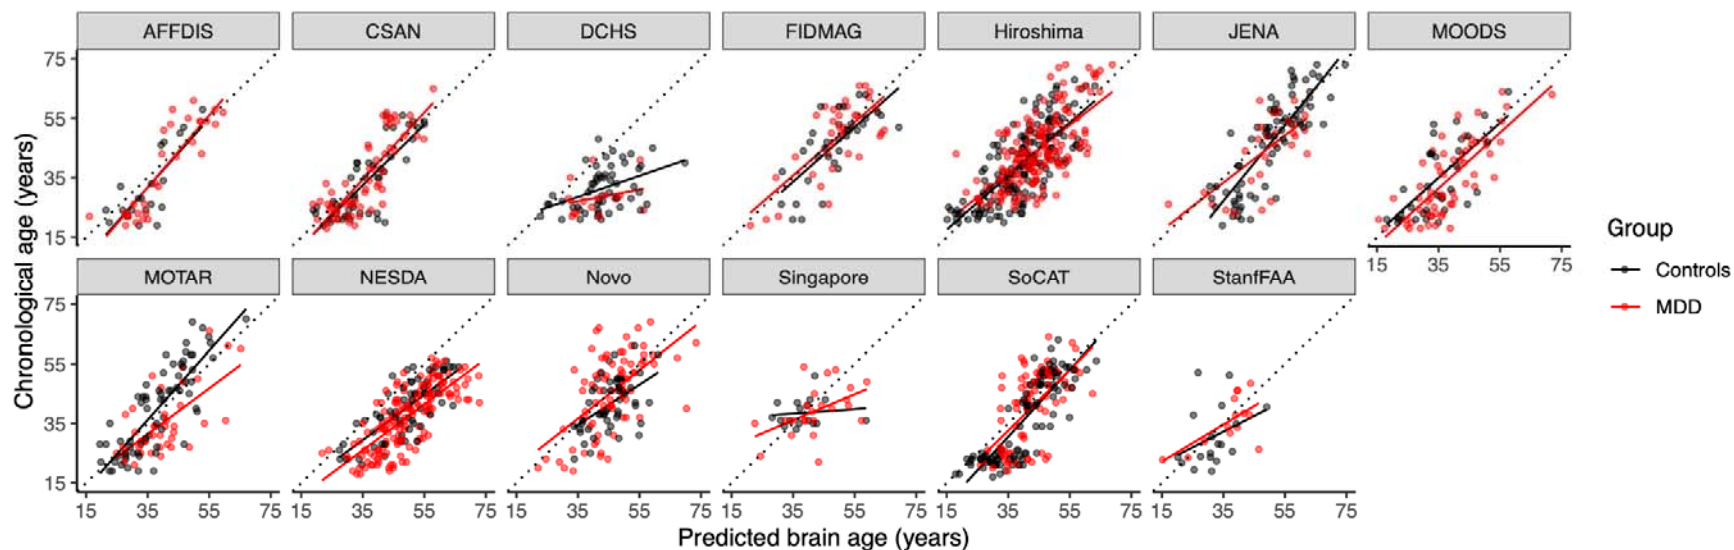 AFFDIS CSAN DCHS FIDMAG Hiroshima JENA MOODS
75
55
35
15
15 35 55 75
MOTAR NESDA Novo Singapore SoCAT StanfFAA
75
55
35
15
15 35 55 75 15 35 55 75 15 35 55 75 15 35 55 75 15 35 55 75 15 35 55 75
Chronological age (years)
Predicted brain age (years)
Group
Controls
MDD